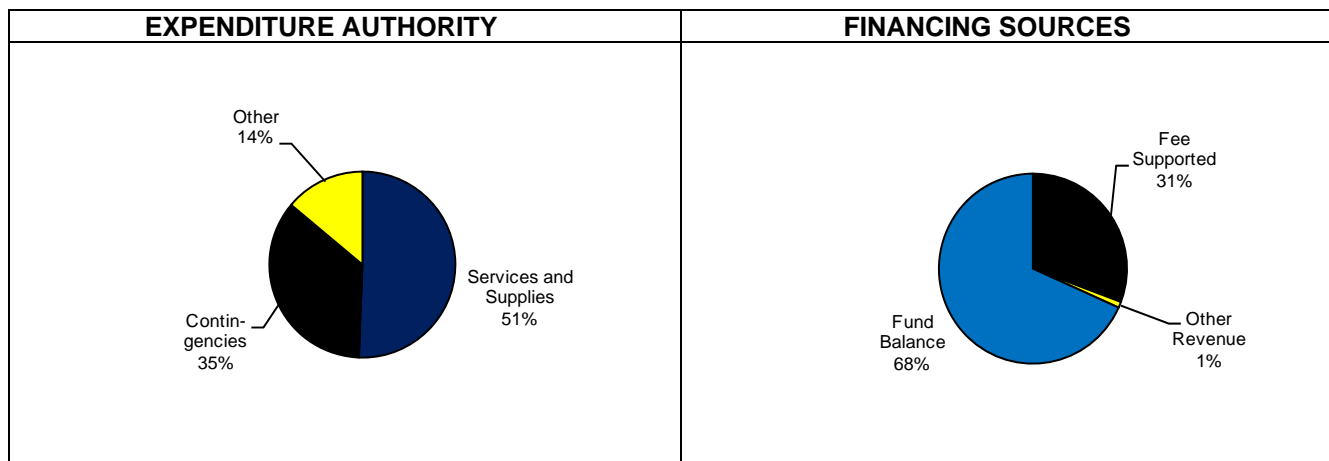 EXPENDITURE AUTHORITY
Other
14%
Services and
Supplies
51%
Contin-
gencies
35%
FINANCING SOURCES
Fee
Supported
31%
Other
Revenue
1%
Fund
Balance
68%